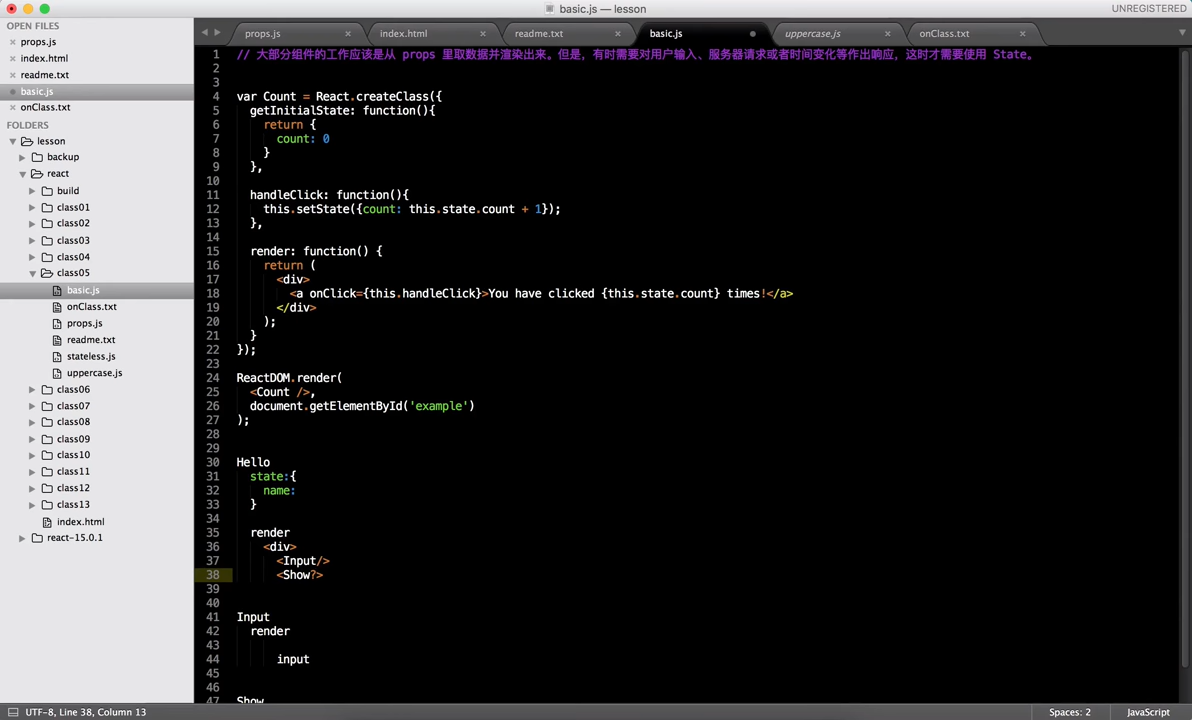 basic.js — lesson
UNREGISTERED
OPEN FILES
props.js
index.html
readme.txt
basic.js
onClass.txt
FOLDERS
lesson
backup
react
build
class01
class02
class03
class04
class05
basic.js
onClass.txt
props.js
readme.txt
stateless.js
uppercase.js
class06
class07
class08
class09
class10
class11
class12
class13
index.html
react-15.0.1
props.js
index.html
readme.txt
basic.js
uppercase.js
onClass.txt
1 // 大部分组件的工作应该是从 props 里取数据并渲染出来。但是，有时需要对用户输入、服务器请求或者时间变化等作出响应，这时才需要使用 State。
2
3
4 var Count = React.createClass({
5   getInitialState: function(){
6     return {
7       count: 0
8     }
9   },
10
11   handleClick: function(){
12     this.setState({count: this.state.count + 1});
13   },
14
15   render: function() {
16     return (
17       <div>
18         <a onClick={this.handleClick}>You have clicked {this.state.count} times!</a>
19       </div>
20     );
21   }
22 });
23
24 ReactDOM.render(
25   <Count />,
26   document.getElementById('example')
27 );
28
29
30 Hello
31   state:{
32     name:
33   }
34
35   render
36     <div>
37       <Input/>
38       <Show?>
39
40
41 Input
42   render
43
44       input
45
46
47 Show
UTF-8, Line 38, Column 13
Spaces: 2
JavaScript